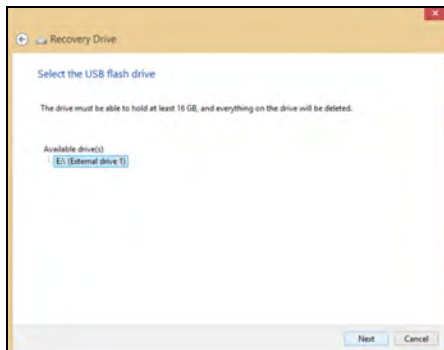 Recovery Drive
Select the USB flash drive
The drive must be able to hold at least 16 GB, and everything on the drive will be deleted.
Available drive(s)
E:\ (External drive 1)
Next Cancel